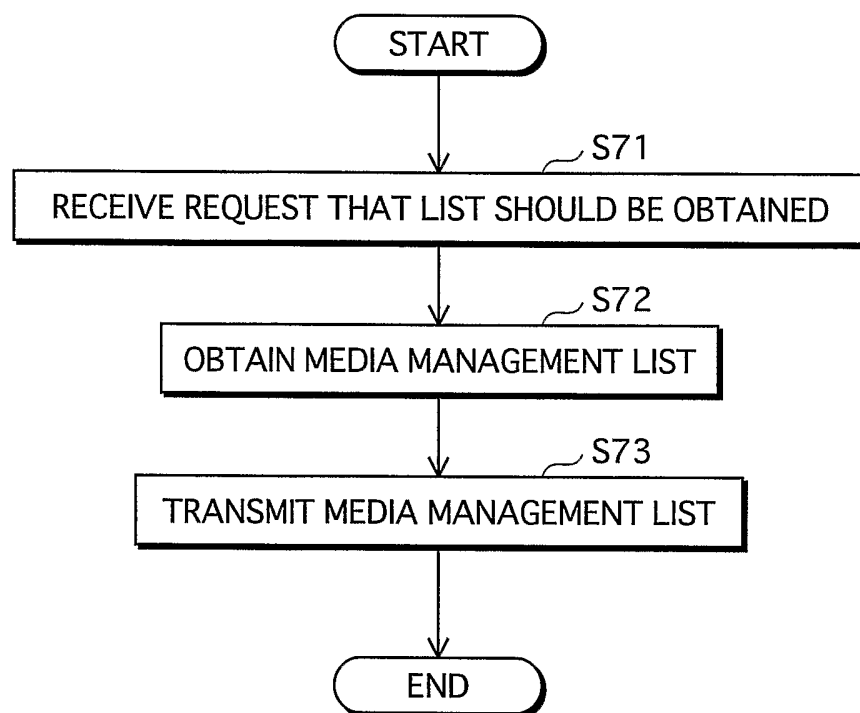 START
S71
RECEIVE REQUEST THAT LIST SHOULD BE OBTAINED
S72
OBTAIN MEDIA MANAGEMENT LIST
S73
TRANSMIT MEDIA MANAGEMENT LIST
END